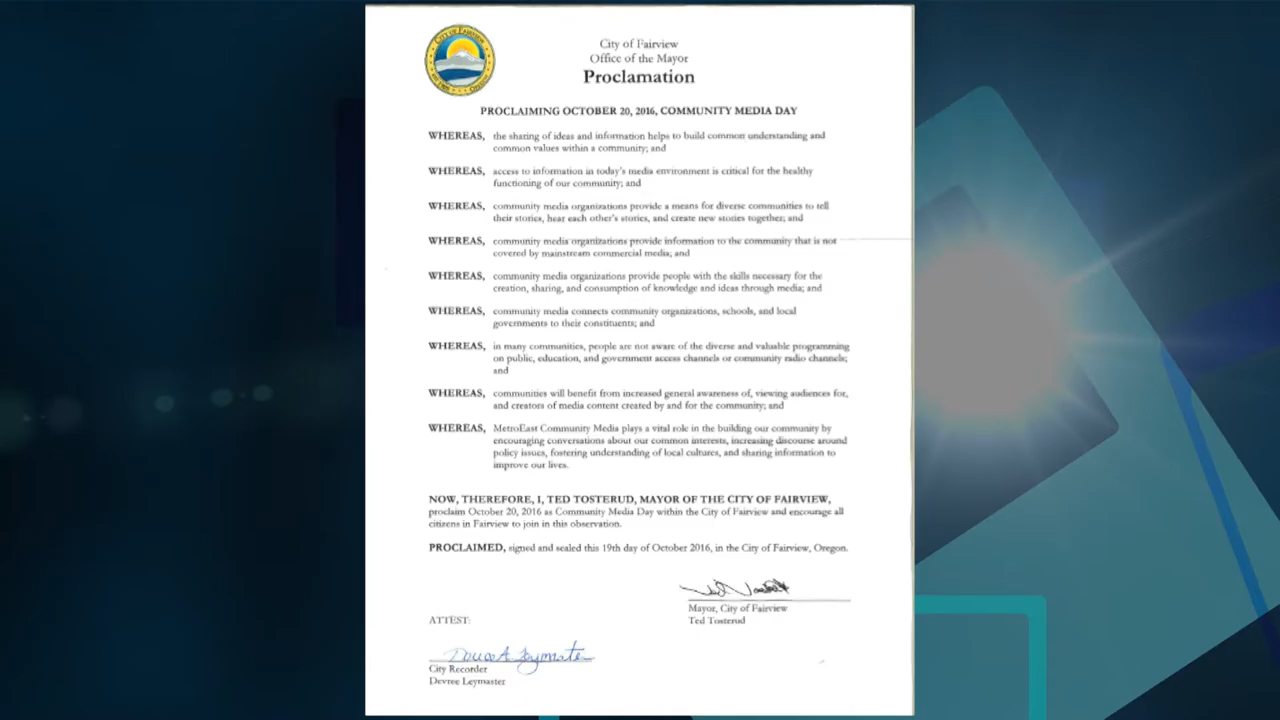 CITY OF FAIRVIEW
City of Fairview
Office of the Mayor
Proclamation
PROCLAIMING OCTOBER 20, 2016, COMMUNITY MEDIA DAY
WHEREAS, the sharing of ideas and information helps to build common understanding and
common values within a community; and
WHEREAS, access to information in today's media environment is critical for the healthy
functioning of our community; and
WHEREAS, community media organizations provide a means for diverse communities to tell
their stories, hear each other's stories, and create new stories together; and
WHEREAS, community media organizations provide information to the community that is not
covered by mainstream commercial media; and
WHEREAS, community media organizations provide people with the skills necessary for the
creation, sharing, and consumption of knowledge and ideas through media; and
WHEREAS, community media connects community organizations, schools, and local
governments to their constituents; and
WHEREAS, in many communities, people are not aware of the diverse and valuable programming
on public, education, and government access channels or community radio channels;
and
WHEREAS, communities will benefit from increased general awareness of, viewing audiences for,
and creators of media content created by and for the community; and
WHEREAS, MetroEast Community Media plays a vital role in the building our community by
encouraging conversations about our common interests, increasing discourse around
policy issues, fostering understanding of local cultures, and sharing information to
improve our lives.
NOW, THEREFORE, I, TED TOSTERUD, MAYOR OF THE CITY OF FAIRVIEW,
proclaim October 20, 2016 as Community Media Day within the City of Fairview and encourage all
citizens in Fairview to join in this observation.
PROCLAIMED, signed and sealed this 19th day of October 2016, in the City of Fairview, Oregon.
Mayor, City of Fairview
Ted Tosterud
ATTEST:
City Recorder
Devree Leymaster